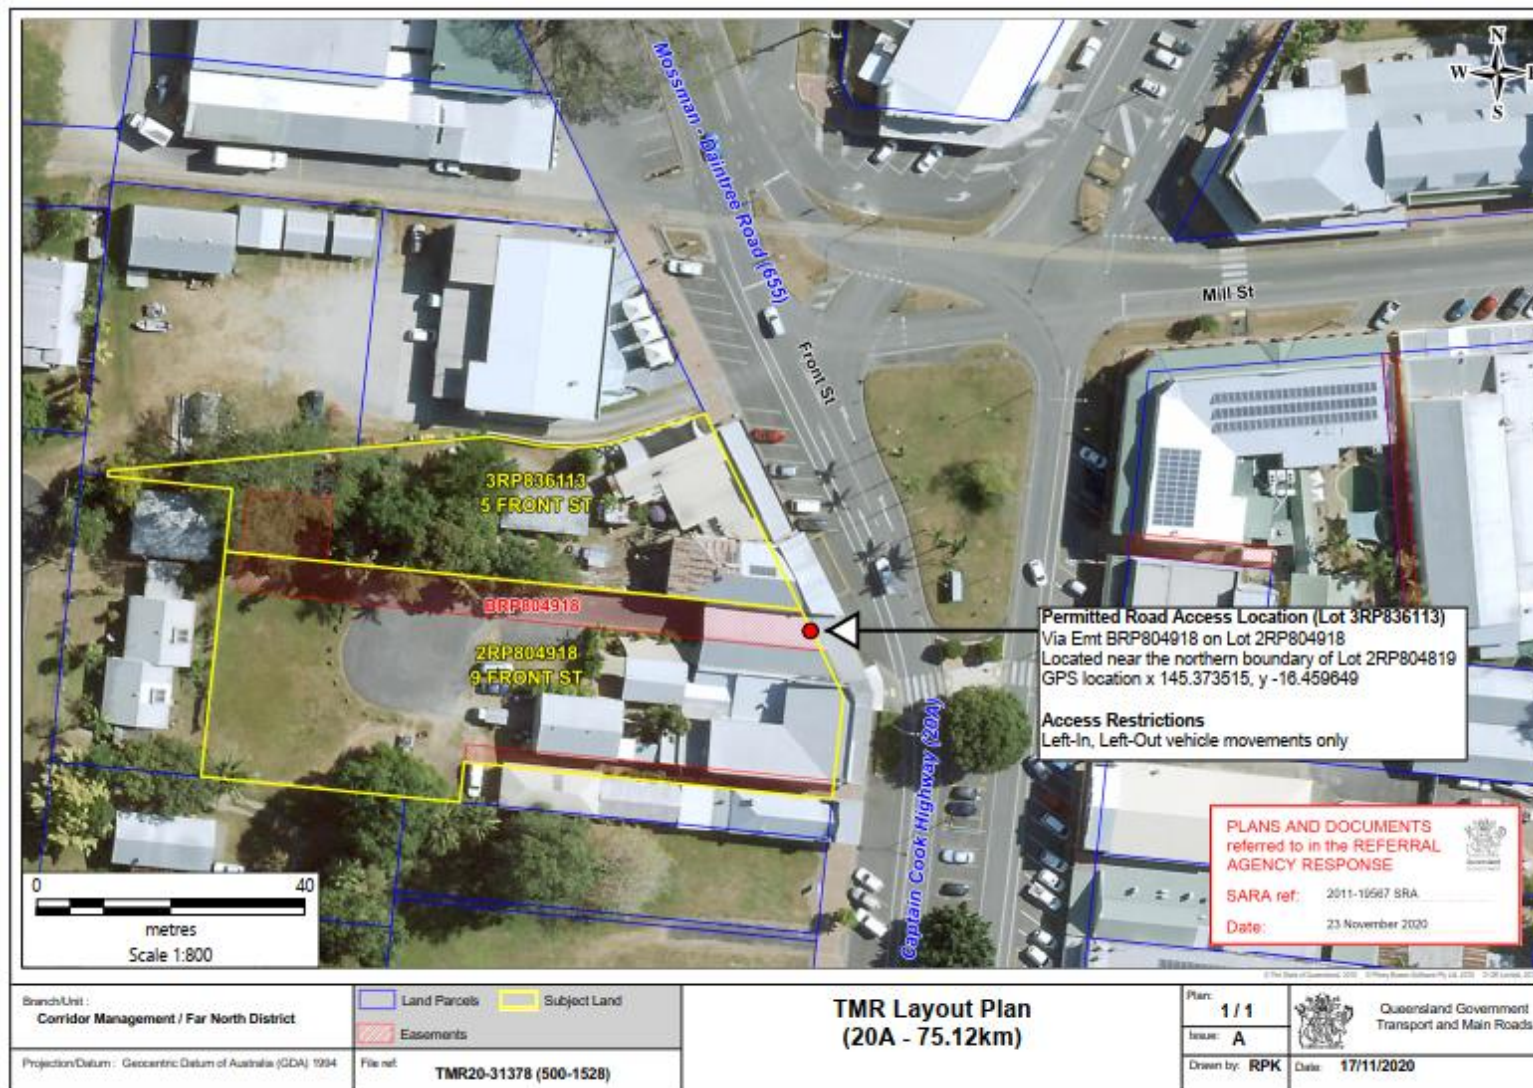 N
W
S
Mossman - Daintree Road (655)
Mill St
Front St
3RP836113
5 FRONT ST
BRP804918
2RP804918
9 FRONT ST
Permitted Road Access Location (Lot 3RP836113)
Via Emt BRP804918 on Lot 2RP804918
Located near the northern boundary of Lot 2RP804819
GPS location x 145.373515, y -16.459649
Access Restrictions
Left-In, Left-Out vehicle movements only
Captain Cook Highway (20A)
PLANS AND DOCUMENTS
referred to in the REFERRAL
AGENCY RESPONSE
SARA ref: 2011-19567 SRA
Date: 23 November 2020
0 40
metres
Scale 1:800
Branch/Unit :
Corridor Management / Far North District
Projection/Datum : Geocentric Datum of Australia (GDA) 1994
Land Parcels Subject Land
Easements
File ref:
TMR20-31378 (500-1528)
TMR Layout Plan
(20A - 75.12km)
Plan: 1 / 1
Issue: A
Drawn by: RPK Date: 17/11/2020
Queensland Government
Transport and Main Roads